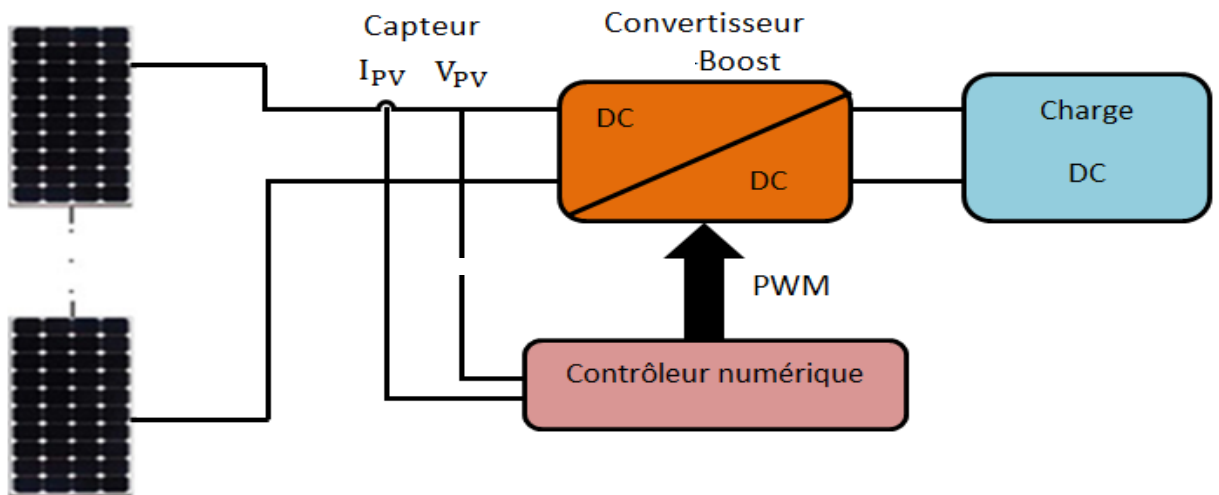 Capteur
I_PV V_PV
Convertisseur
-Boost
DC
DC
Charge
DC
PWM
Contrôleur numérique